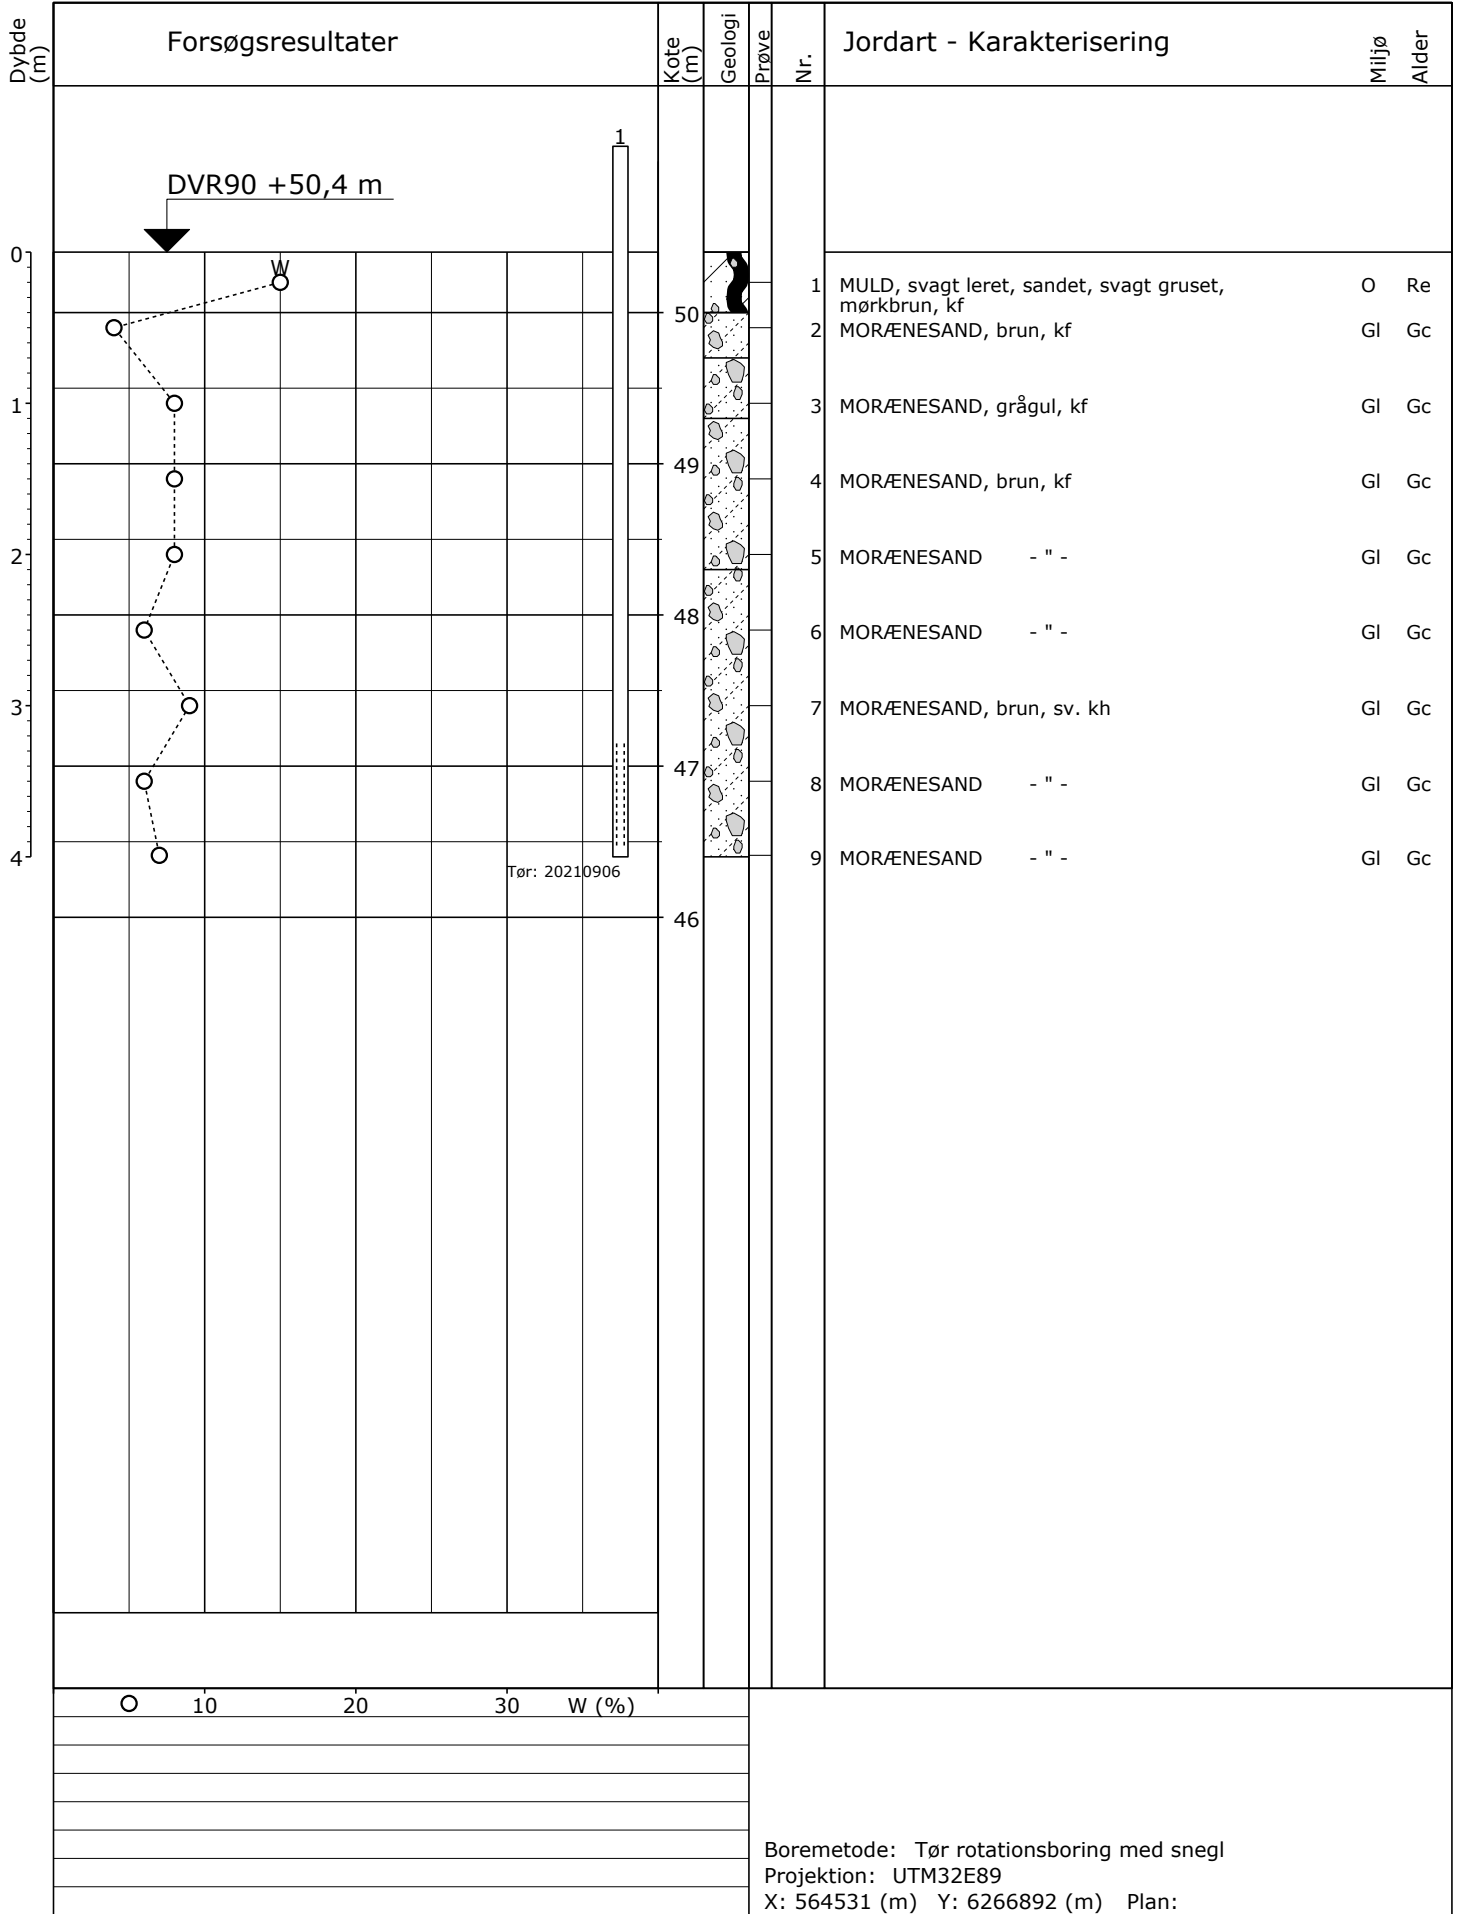 Dybde (m)
Forsøgsresultater
Kote (m)
Geologi
Prøve
Nr.
Jordart - Karakterisering
Miljø
Alder
1
DVR90 +50,4 m
0
W
1 MULD, svagt leret, sandet, svagt gruset, O Re
mørkbrun, kf
50
2 MORÆNESAND, brun, kf Gl Gc
1
3 MORÆNESAND, grågul, kf Gl Gc
49
4 MORÆNESAND, brun, kf Gl Gc
2
5 MORÆNESAND - " - Gl Gc
48
6 MORÆNESAND - " - Gl Gc
3
7 MORÆNESAND, brun, sv. kh Gl Gc
47
8 MORÆNESAND - " - Gl Gc
4
9 MORÆNESAND - " - Gl Gc
Tør: 20210906
46
10 20 30 W (%)
Boremetode: Tør rotationsboring med snegl
Projektion: UTM32E89
X: 564531 (m) Y: 6266892 (m) Plan: